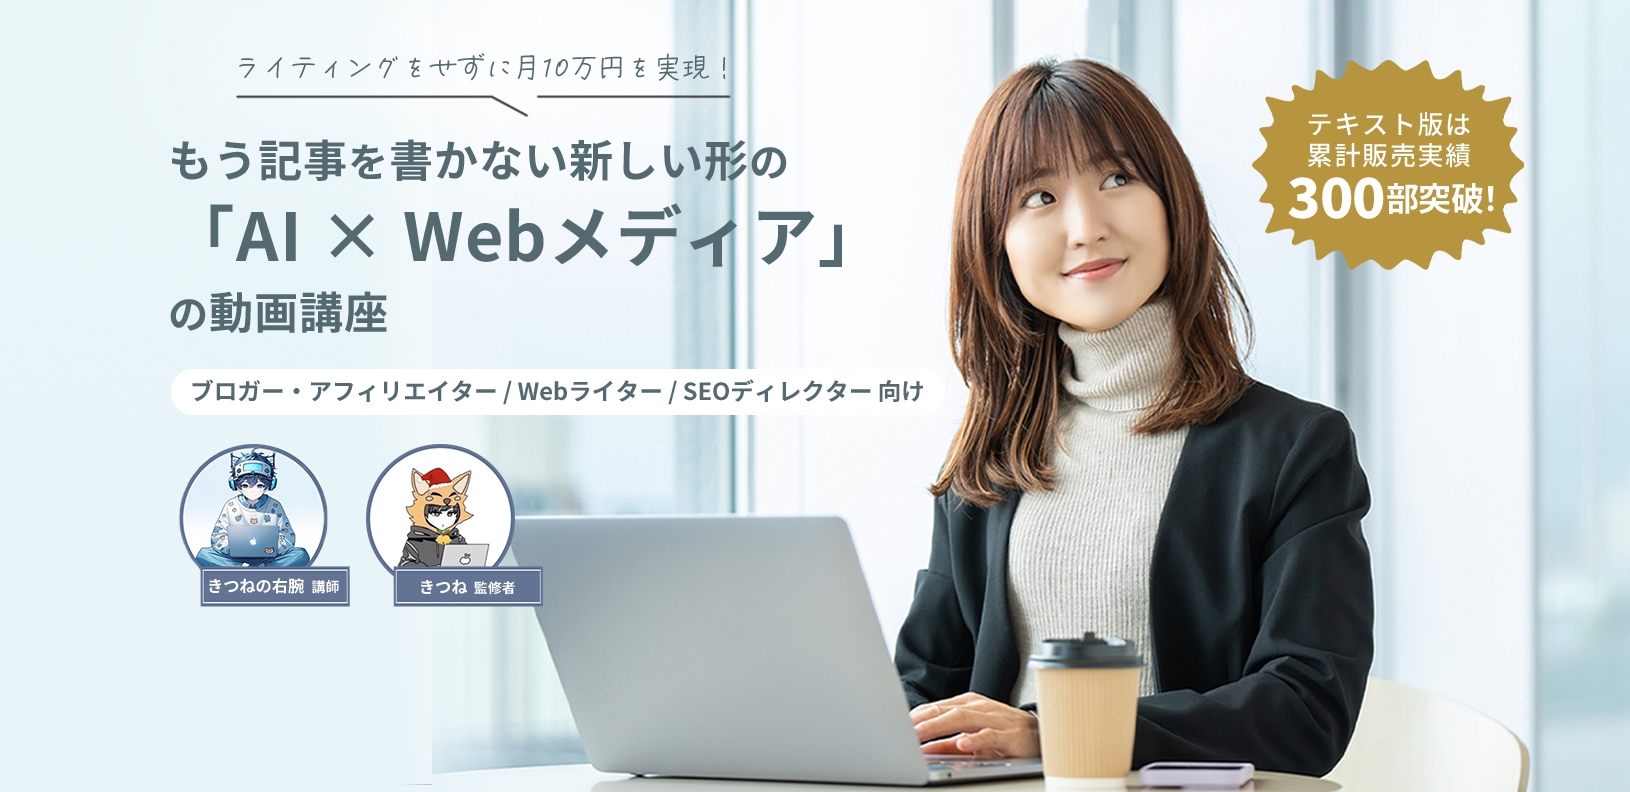 ライティングをせずに月10万円を実現！
もう記事を書かない新しい形の
「AI × Webメディア」
の動画講座
ブロガー・アフィリエイター / Webライター / SEOディレクター 向け
きつねの右腕 講師
きつね 監修者
テキスト版は
累計販売実績
300部突破!